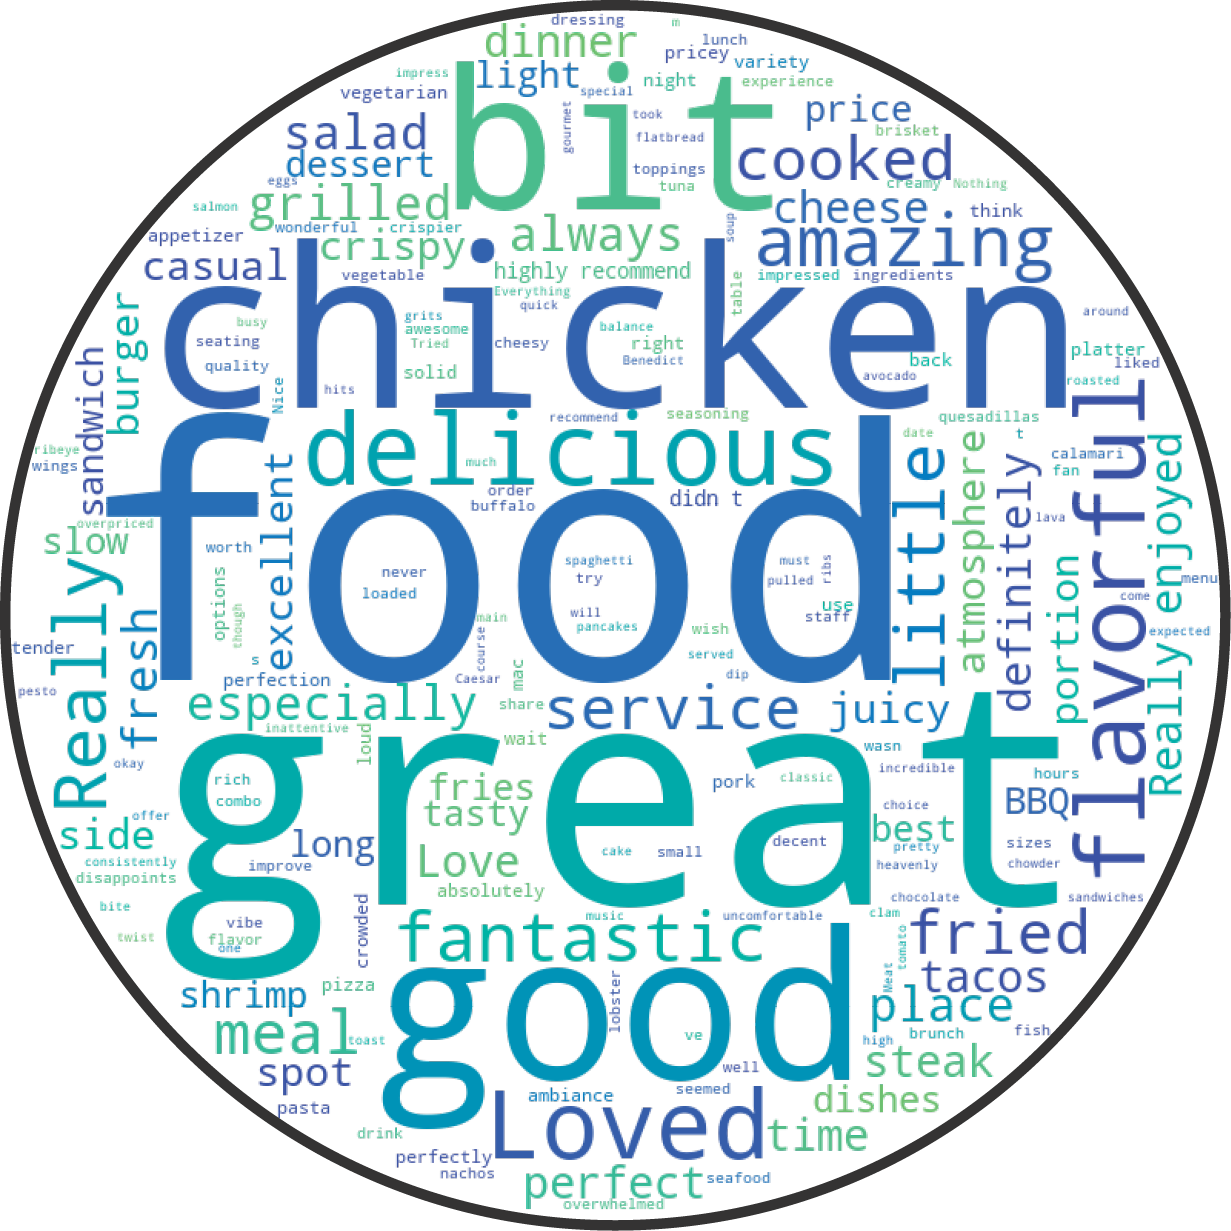 dressing
m
dinner
lunch
pricey
variety
impress
light
night
experience
vegetarian
special
bit
price
salad
gourmet
took
flatbread
brisket
dessert
cooked
toppings
eggs
tuna
creamy
Nothing
grilled
salmon
cheese
think
wonderful
crispier
soup
appetizer
crispy
always
amazing
casual
vegetable
highly recommend
table
impressed
ingredients
Everything
quick
chicken
burger
busy
grits
awesome
Tried
balance
around
seating
cheesy
right
platter
sandwich
quality
solid
Benedict
back
liked
avocado
roasted
Nice
hits
recommend
seasoning
quesadillas
flavorful
delicious
date
t
ribeye
wings
much
calamari
fan
food
excellent
order
buffalo
didn t
little
atmosphere
definitely
Really enjoyed
overpriced
lava
slow
worth
spaghetti
must
ribs
never
try
pulled
menu
Really
options
loaded
use
come
though
will
pancakes
staff
portion
fresh
main
wish
expected
tender
course
s
served
perfection
Caesar
mac
dip
pesto
especially
share
service
juicy
inattentive
loud
wait
wasn
okay
great
rich
combo
fries
pork
classic
incredible
hours
tasty
BBQ
offer
choice
side
long
best
decent
sizes
pretty
consistently
improve
Love
cake
small
heavenly
chowder
disappoints
absolutely
chocolate
sandwiches
bite
crowded
music
uncomfortable
clam
vibe
flavor
one
twist
fantastic
tomato
fried
Meat
tacos
shrimp
pizza
lobster
good
place
meal
toast
ve
high
brunch
fish
spot
well
steak
seemed
ambiance
pasta
dishes
drink
Loved
time
perfectly
nachos
perfect
seafood
overwhelmed